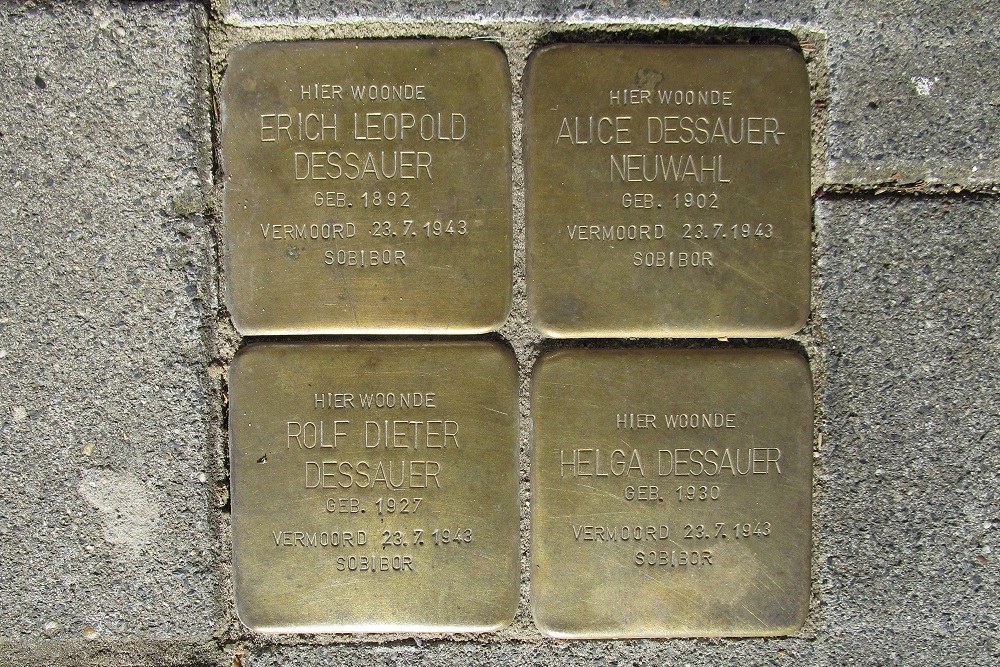 HIER WOONDE
ERICH LEOPOLD
DESSAUER
GEB. 1892
VERMOORD 23.7.1943
SOBIBOR
HIER WOONDE
ALICE DESSAUER-
NEUWAHL
GEB. 1902
VERMOORD 23.7.1943
SOBIBOR
HIER WOONDE
ROLF DIETER
DESSAUER
GEB. 1927
VERMOORD 23.7.1943
SOBIBOR
HIER WOONDE
HELGA DESSAUER
GEB. 1930
VERMOORD 23.7.1943
SOBIBOR